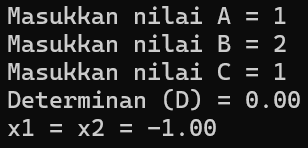 Masukkan nilai A = 1
Masukkan nilai B = 2
Masukkan nilai C = 1
Determinan (D) = 0.00
x1 = x2 = -1.00